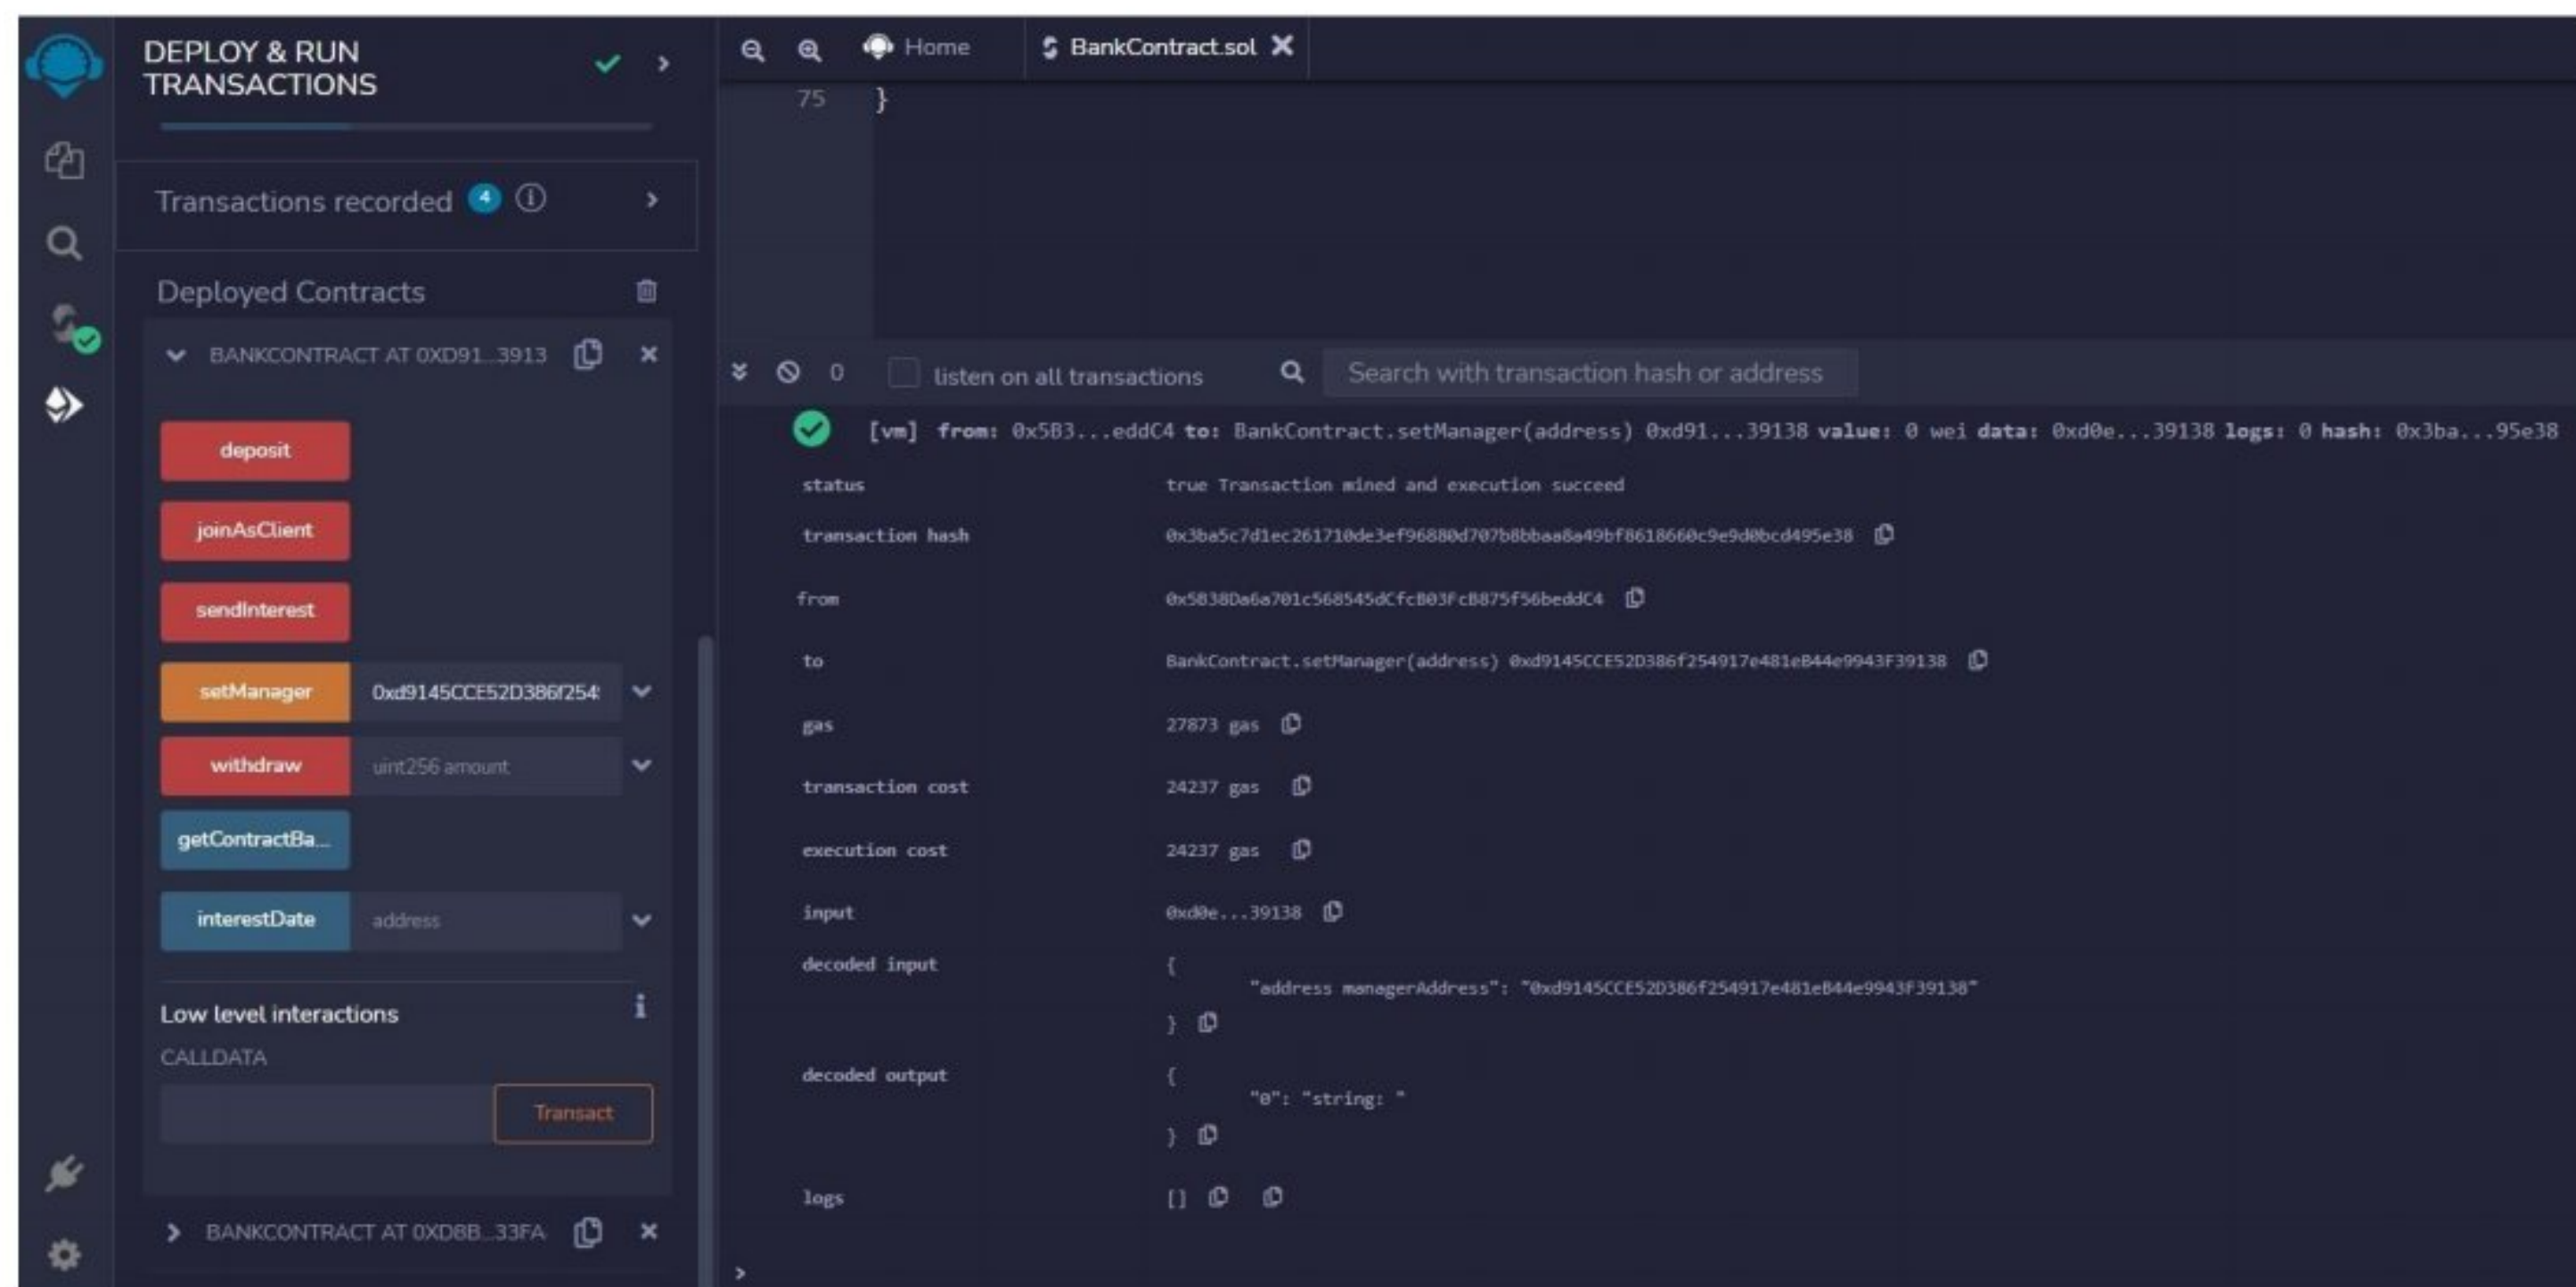 DEPLOY & RUN
TRANSACTIONS
Transactions recorded 4
Deployed Contracts
BANKCONTRACT AT 0XD91...3913
deposit
joinAsClient
sendInterest
setManager 0xd9145CCE52D386f254
withdraw uint256 amount
getContractBa...
interestDate address
Low level interactions
CALLDATA
Transact
BANKCONTRACT AT 0XD8B...33FA
Home BankContract.sol
75 }
0 listen on all transactions Search with transaction hash or address
[vm] from: 0x5B3...eddC4 to: BankContract.setManager(address) 0xd91...39138 value: 0 wei data: 0xd0e...39138 logs: 0 hash: 0x3ba...95e38
status true Transaction mined and execution succeed
transaction hash 0x3ba5c7d1ec261710de3ef96880d707b8bbaa8a49bf8618660c9e9d0bcd495e38
from 0x5B38Da6a701c568545dCfcB03FcB875f56beddC4
to BankContract.setManager(address) 0xd9145CCE52D386f254917e481eB44e9943F39138
gas 27873 gas
transaction cost 24237 gas
execution cost 24237 gas
input 0xd0e...39138
decoded input {
"address managerAddress": "0xd9145CCE52D386f254917e481eB44e9943F39138"
}
decoded output {
"0": "string: "
}
logs []
>